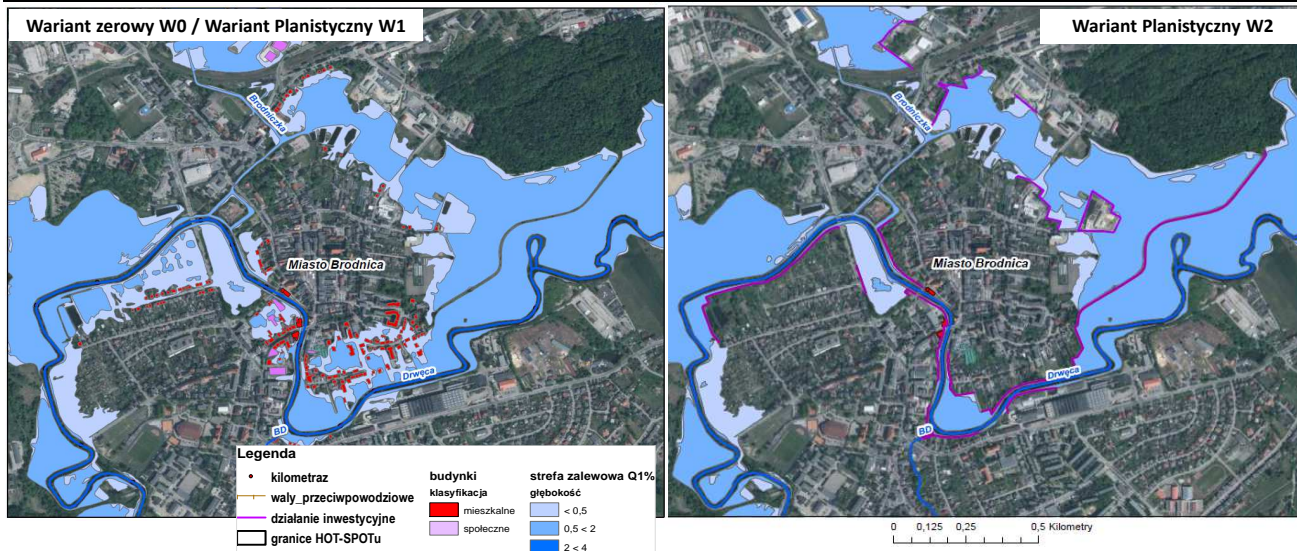 Wariant zerowy W0 / Wariant Planistyczny W1
Wariant Planistyczny W2
Brodniczka
Miasto Brodnica
Drwęca
BD
Brodniczka
Miasto Brodnica
BD
Legenda
kilometraz
waly_przeciwpowodziowe
działanie inwestycyjne
granice HOT-SPOTu
budynki
klasyfikacja
mieszkalne
społeczne
strefa zalewowa Q1%
głębokość
< 0,5
0,5 < 2
2 < 4
0 0,125 0,25 0,5 Kilometry